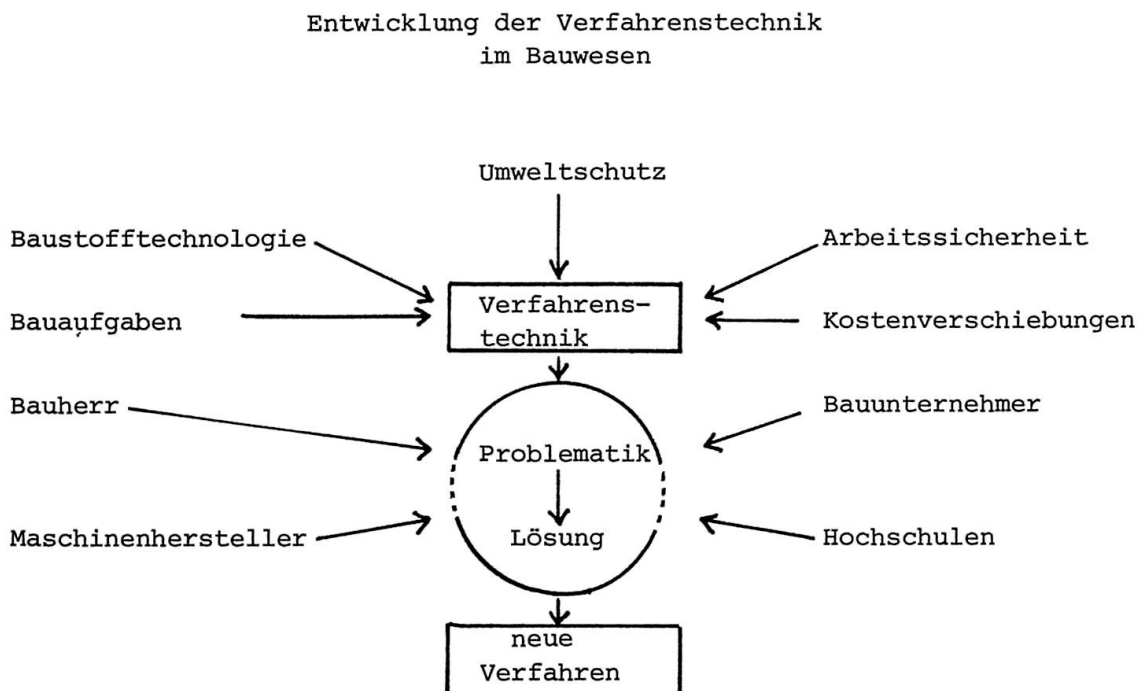 Entwicklung der Verfahrenstechnik
im Bauwesen
Umweltschutz
Baustofftechnologie
Arbeitssicherheit
Verfahrens-
technik
Bauaufgaben
Kostenverschiebungen
Bauherr
Bauunternehmer
Problematik
Maschinenhersteller
Lösung
Hochschulen
neue
Verfahren